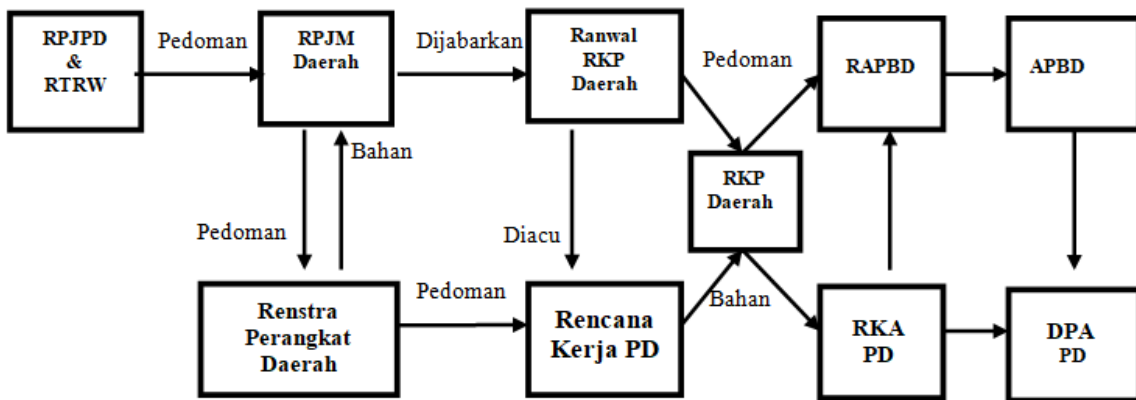 RPJPD
&
RTRW
Pedoman
RPJM
Daerah
Dijabarkan
Ranwal
RKP
Daerah
Pedoman
RAPBD
APBD
Bahan
RKP
Daerah
Pedoman
Diacu
Renstra
Perangkat
Daerah
Pedoman
Rencana
Kerja PD
Bahan
RKA
PD
DPA
PD